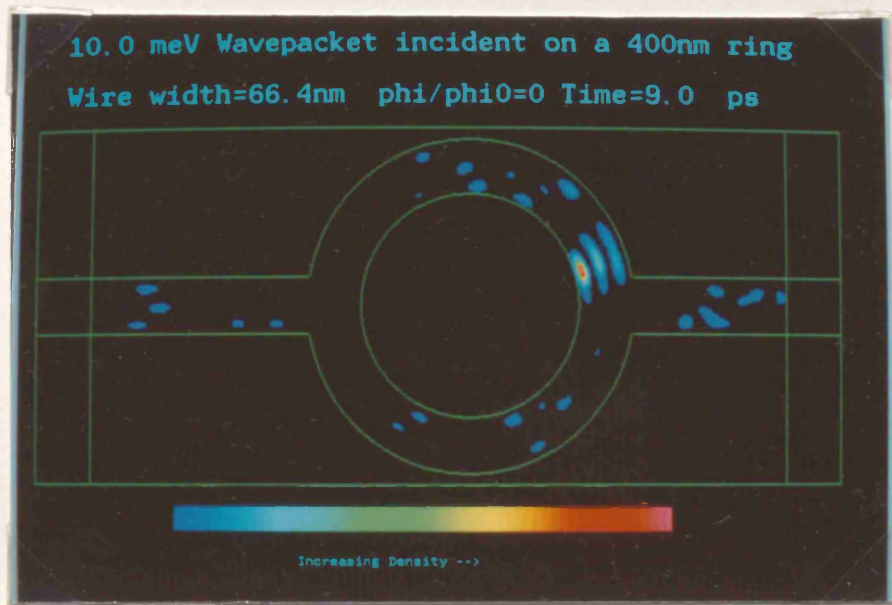 10.0 meV Wavepacket incident on a 400nm ring
Wire width=66.4nm phi/phi0=0 Time=9.0 ps
Increasing Density -->